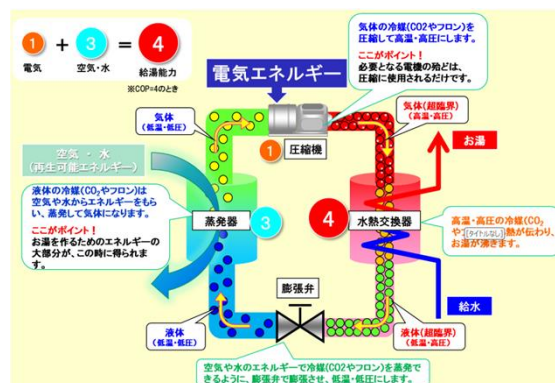 1 + 3 = 4
電気 空気・水 給湯能力
※COP=4のとき
気体の冷媒(CO2やフロン)を
圧縮して高温・高圧にします。
ここがポイント！
必要となる電機の殆どは、
圧縮に使用されるだけです。
電気エネルギー
気体
(低温・低圧)
1 圧縮機
気体(超臨界)
(高温・高圧)
お湯
空気 ・ 水
(再生可能エネルギー)
液体の冷媒(CO₂やフロン)は
空気や水からエネルギーをもら
い、蒸発して気体になります。
ここがポイント！
お湯を作るためのエネルギーの
大部分が、この時に得られま
す。
蒸発器 3
4 水熱交換器
高温・高圧の冷媒(CO₂
や[タイトルなし]熱が伝わり、
お湯が沸きます。
膨張弁
給水
液体
(低温・低圧)
液体(超臨界)
(低温・高圧)
空気や水のエネルギーで冷媒(CO2やフロン)を蒸発で
きるように、膨張弁で膨張させ、低温・低圧にします。